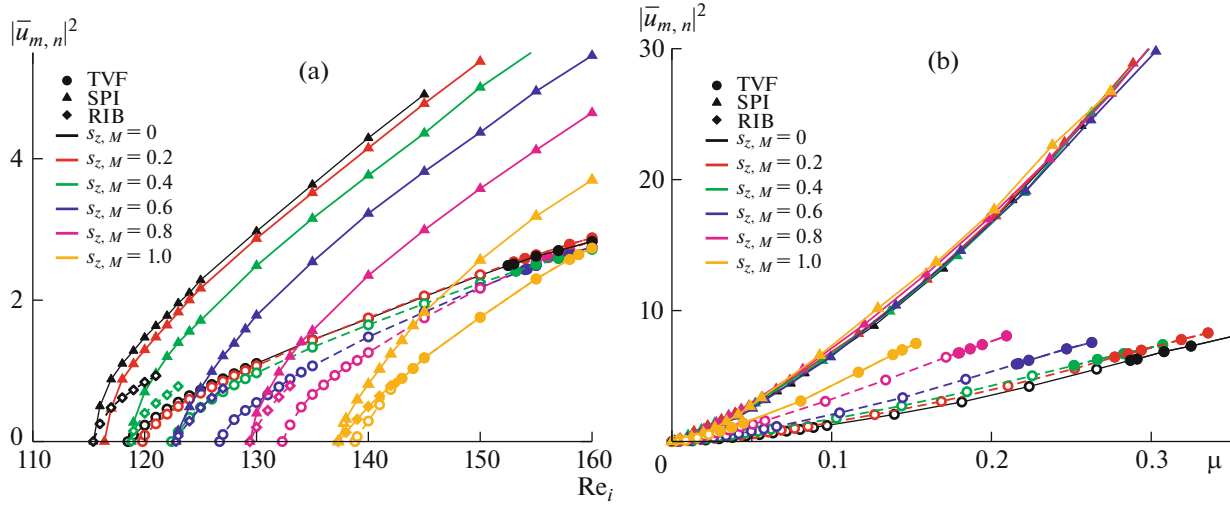 |ū_{m, n}|^2
(a)
TVF
SPI
RIB
s_{z, M} = 0
s_{z, M} = 0.2
s_{z, M} = 0.4
s_{z, M} = 0.6
s_{z, M} = 0.8
s_{z, M} = 1.0
4
2
0
110 120 130 140 150 160
Re_i
|ū_{m, n}|^2
(b)
TVF
SPI
RIB
s_{z, M} = 0
s_{z, M} = 0.2
s_{z, M} = 0.4
s_{z, M} = 0.6
s_{z, M} = 0.8
s_{z, M} = 1.0
30
20
10
0
0 0.1 0.2 0.3 μ